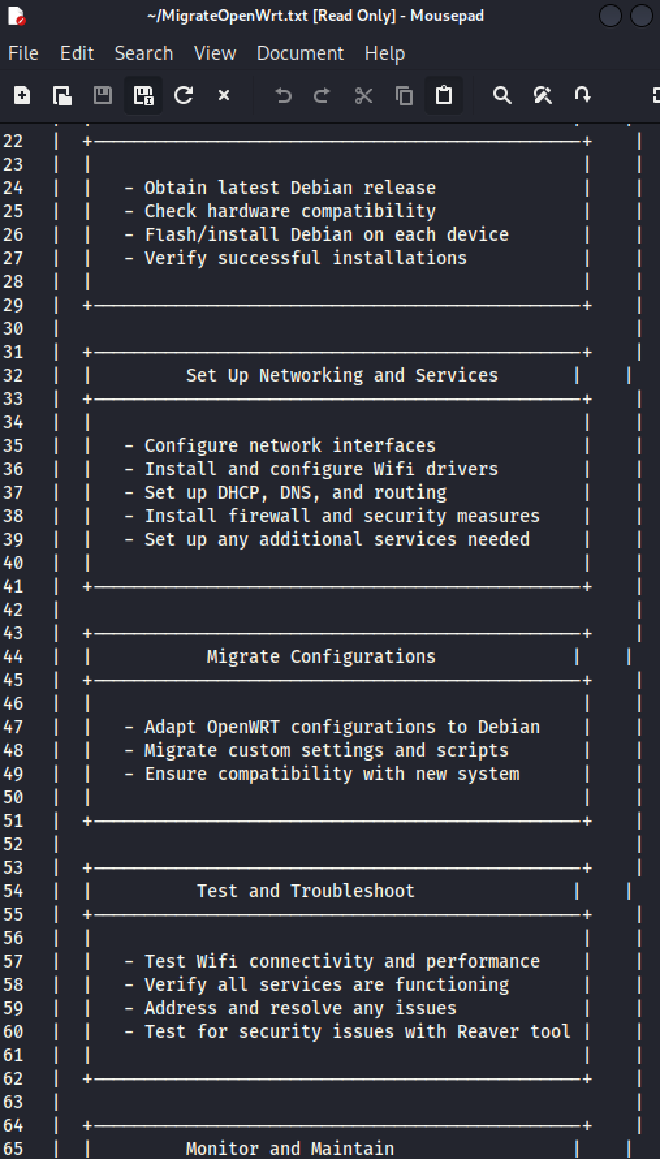 ~/MigrateOpenWrt.txt [Read Only] - Mousepad
File Edit Search View Document Help
22 | +──────────────────────────────+ |
23 | | | |
24 | | - Obtain latest Debian release | |
25 | | - Check hardware compatibility | |
26 | | - Flash/install Debian on each device | |
27 | | - Verify successful installations | |
28 | | | |
29 | +──────────────────────────────+ |
30 | |
31 | +──────────────────────────────+ |
32 | | Set Up Networking and Services | |
33 | +──────────────────────────────+ |
34 | | | |
35 | | - Configure network interfaces | |
36 | | - Install and configure Wifi drivers | |
37 | | - Set up DHCP, DNS, and routing | |
38 | | - Install firewall and security measures | |
39 | | - Set up any additional services needed | |
40 | | | |
41 | +──────────────────────────────+ |
42 | |
43 | +──────────────────────────────+ |
44 | | Migrate Configurations | |
45 | +──────────────────────────────+ |
46 | | | |
47 | | - Adapt OpenWRT configurations to Debian | |
48 | | - Migrate custom settings and scripts | |
49 | | - Ensure compatibility with new system | |
50 | | | |
51 | +──────────────────────────────+ |
52 | |
53 | +──────────────────────────────+ |
54 | | Test and Troubleshoot | |
55 | +──────────────────────────────+ |
56 | | | |
57 | | - Test Wifi connectivity and performance | |
58 | | - Verify all services are functioning | |
59 | | - Address and resolve any issues | |
60 | | - Test for security issues with Reaver tool | |
61 | | | |
62 | +──────────────────────────────+ |
63 | |
64 | +──────────────────────────────+ |
65 | | Monitor and Maintain | |